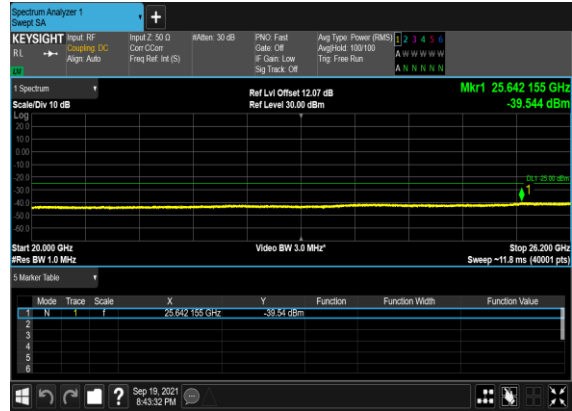 Spectrum Analyzer 1
Swept SA
+
KEYSIGHT Input: RF Input Z: 50 Ω #Atten: 30 dB PNO: Fast Avg Type: Power (RMS) 1 2 3 4 5 6
RL Coupling: DC Corr CCorr Gate: Off Avg|Hold: 100/100 A W W W W W
Align: Auto Freq Ref: Int (S) IF Gain: Low Trig: Free Run
Sig Track: Off A N N N N N
1 Spectrum Ref Lvl Offset 12.07 dB Mkr1 25.642 155 GHz
Scale/Div 10 dB Ref Level 30.00 dBm -39.544 dBm
Log
20.0
10.0
0.00
-10.0
-20.0
DL1 -25.00 dBm
-30.0
1
-40.0
-50.0
-60.0
Start 20.000 GHz Video BW 3.0 MHz* Stop 26.200 GHz
#Res BW 1.0 MHz Sweep ~11.8 ms (40001 pts)
5 Marker Table
Mode Trace Scale X Y Function Function Width Function Value
1 N 1 f 25.642 155 GHz -39.54 dBm
2
3
4
5
6
? Sep 19, 2021
8:43:32 PM